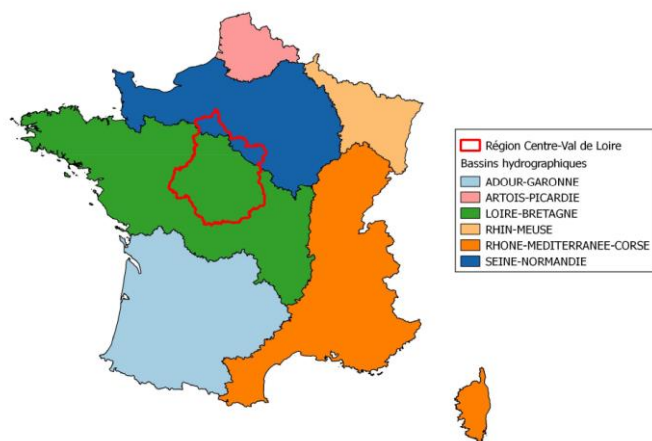 Région Centre-Val de Loire
Bassins hydrographiques
ADOUR-GARONNE
ARTOIS-PICARDIE
LOIRE-BRETAGNE
RHIN-MEUSE
RHONE-MEDITERRANEE-CORSE
SEINE-NORMANDIE